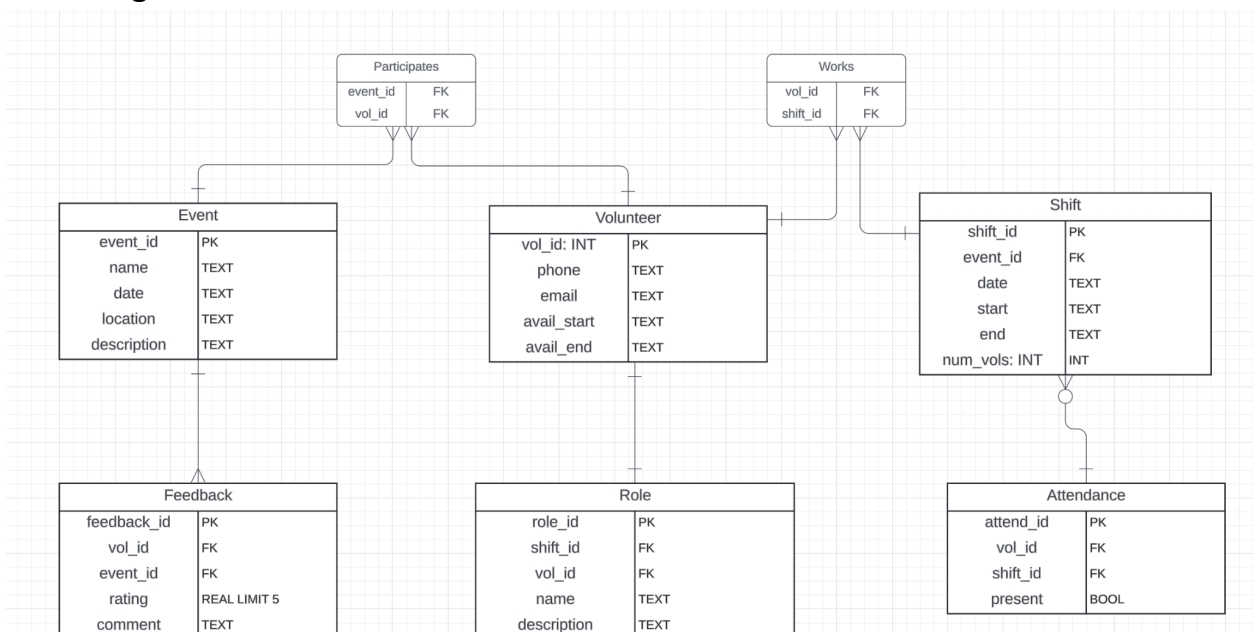 Participates
event_id FK
vol_id FK
Works
vol_id FK
shift_id FK
Event
event_id PK
name TEXT
date TEXT
location TEXT
description TEXT
Volunteer
vol_id: INT PK
phone TEXT
email TEXT
avail_start TEXT
avail_end TEXT
Shift
shift_id PK
event_id FK
date TEXT
start TEXT
end TEXT
num_vols: INT INT
Feedback
feedback_id PK
vol_id FK
event_id FK
rating REAL LIMIT 5
comment TEXT
Role
role_id PK
shift_id FK
vol_id FK
name TEXT
description TEXT
Attendance
attend_id PK
vol_id FK
shift_id FK
present BOOL